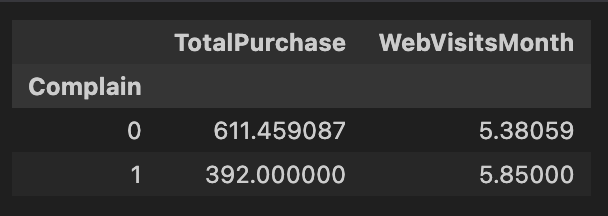 TotalPurchase WebVisitsMonth
Complain
0 611.459087 5.38059
1 392.000000 5.85000